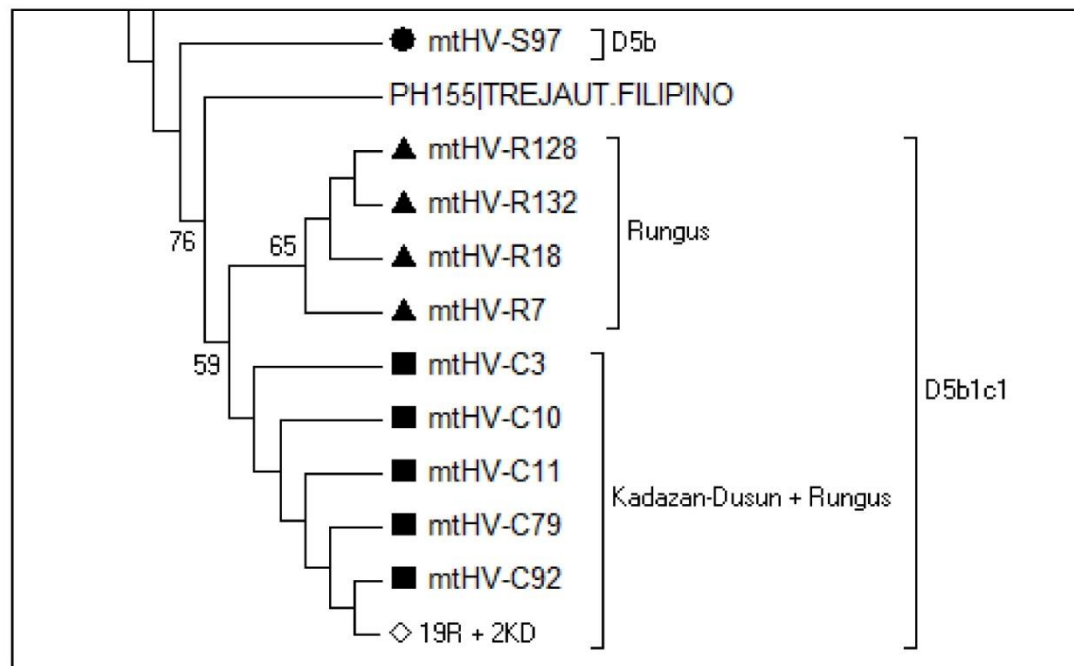 mtHV-S97
D5b
PH155|TREJAUT.FILIPINO
mtHV-R128
mtHV-R132
Rungus
76
65
mtHV-R18
mtHV-R7
59
mtHV-C3
D5b1c1
mtHV-C10
mtHV-C11
Kadazan-Dusun + Rungus
mtHV-C79
mtHV-C92
19R + 2KD